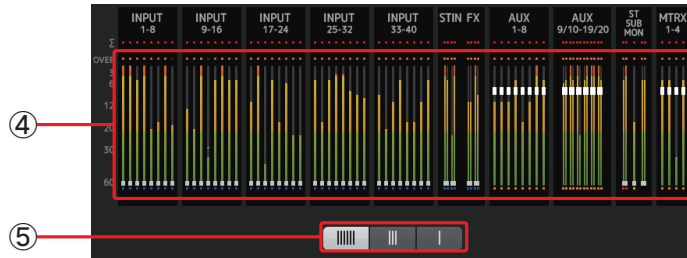 INPUT INPUT INPUT INPUT INPUT STIN FX AUX AUX ST SUB MON MTRX
1-8 9-16 17-24 25-32 33-40 1-8 9/10-19/20 1-4
Σ
OVER
3
6
12
④
20
30
60
⑤